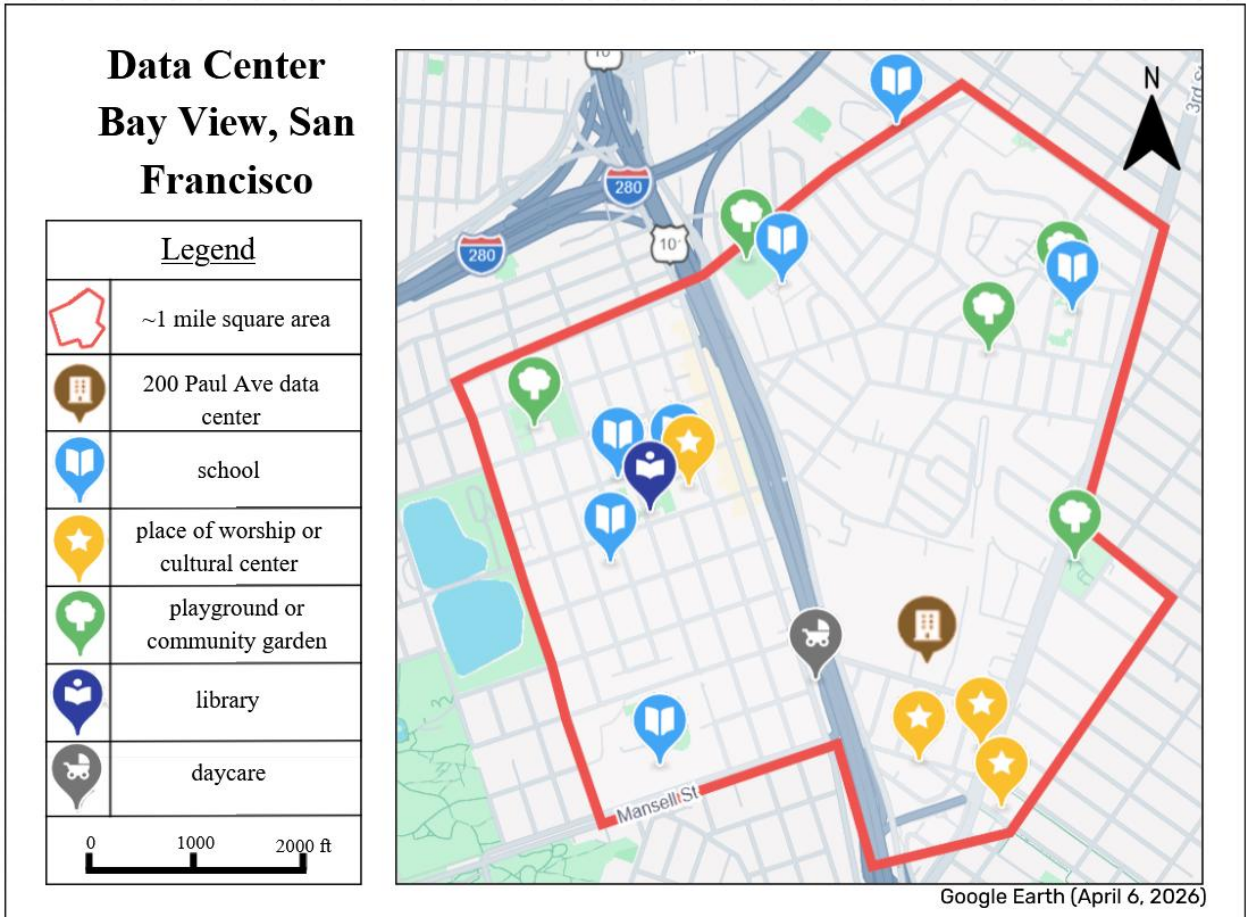 Data Center
Bay View, San
Francisco
Legend
~1 mile square area
200 Paul Ave data
center
school
place of worship or
cultural center
playground or
community garden
library
daycare
0 1000 2000 ft
10
280
280
10
N
3rd St
Mansell St
Google Earth (April 6, 2026)